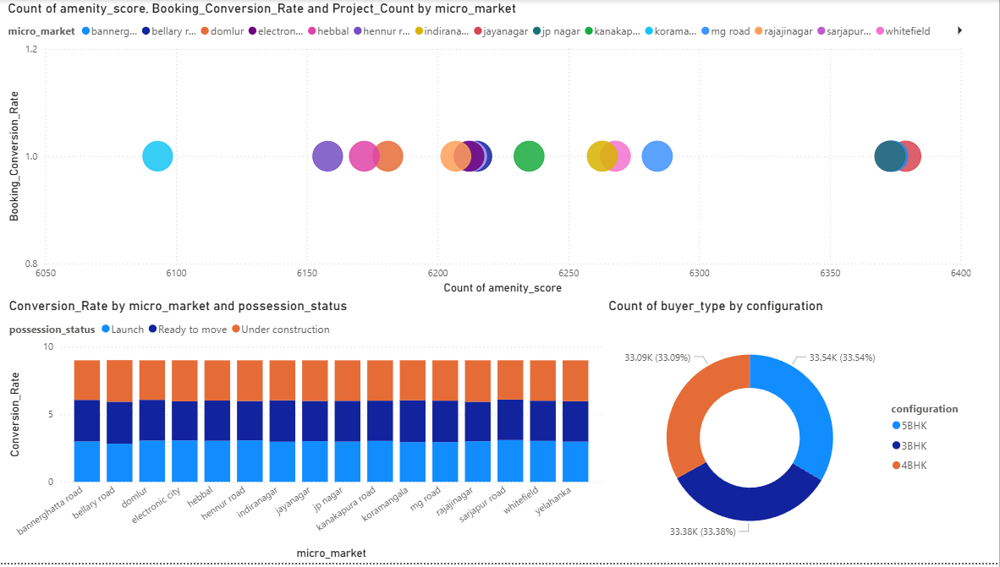 Count of amenity_score, Booking_Conversion_Rate and Project_Count by micro_market
micro_market bannerg... bellary r... domlur electron... hebbal hennur r... indirana... jayanagar jp nagar kanakap... korama... mg road rajajinagar sarjapur... whitefield
1.2
1.0
0.8
Booking_Conversion_Rate
6050 6100 6150 6200 6250 6300 6350 6400
Count of amenity_score
Conversion_Rate by micro_market and possession_status
possession_status Launch Ready to move Under construction
10
5
0
Conversion_Rate
bannerghatta road bellary road domlur electronic city hebbal hennur road indiranagar jayanagar jp nagar kanakapura road koramangala mg road rajajinagar sarjapur road whitefield yelahanka
micro_market
Count of buyer_type by configuration
33.09K (33.09%) 33.54K (33.54%)
33.38K (33.38%)
configuration
5BHK
3BHK
4BHK